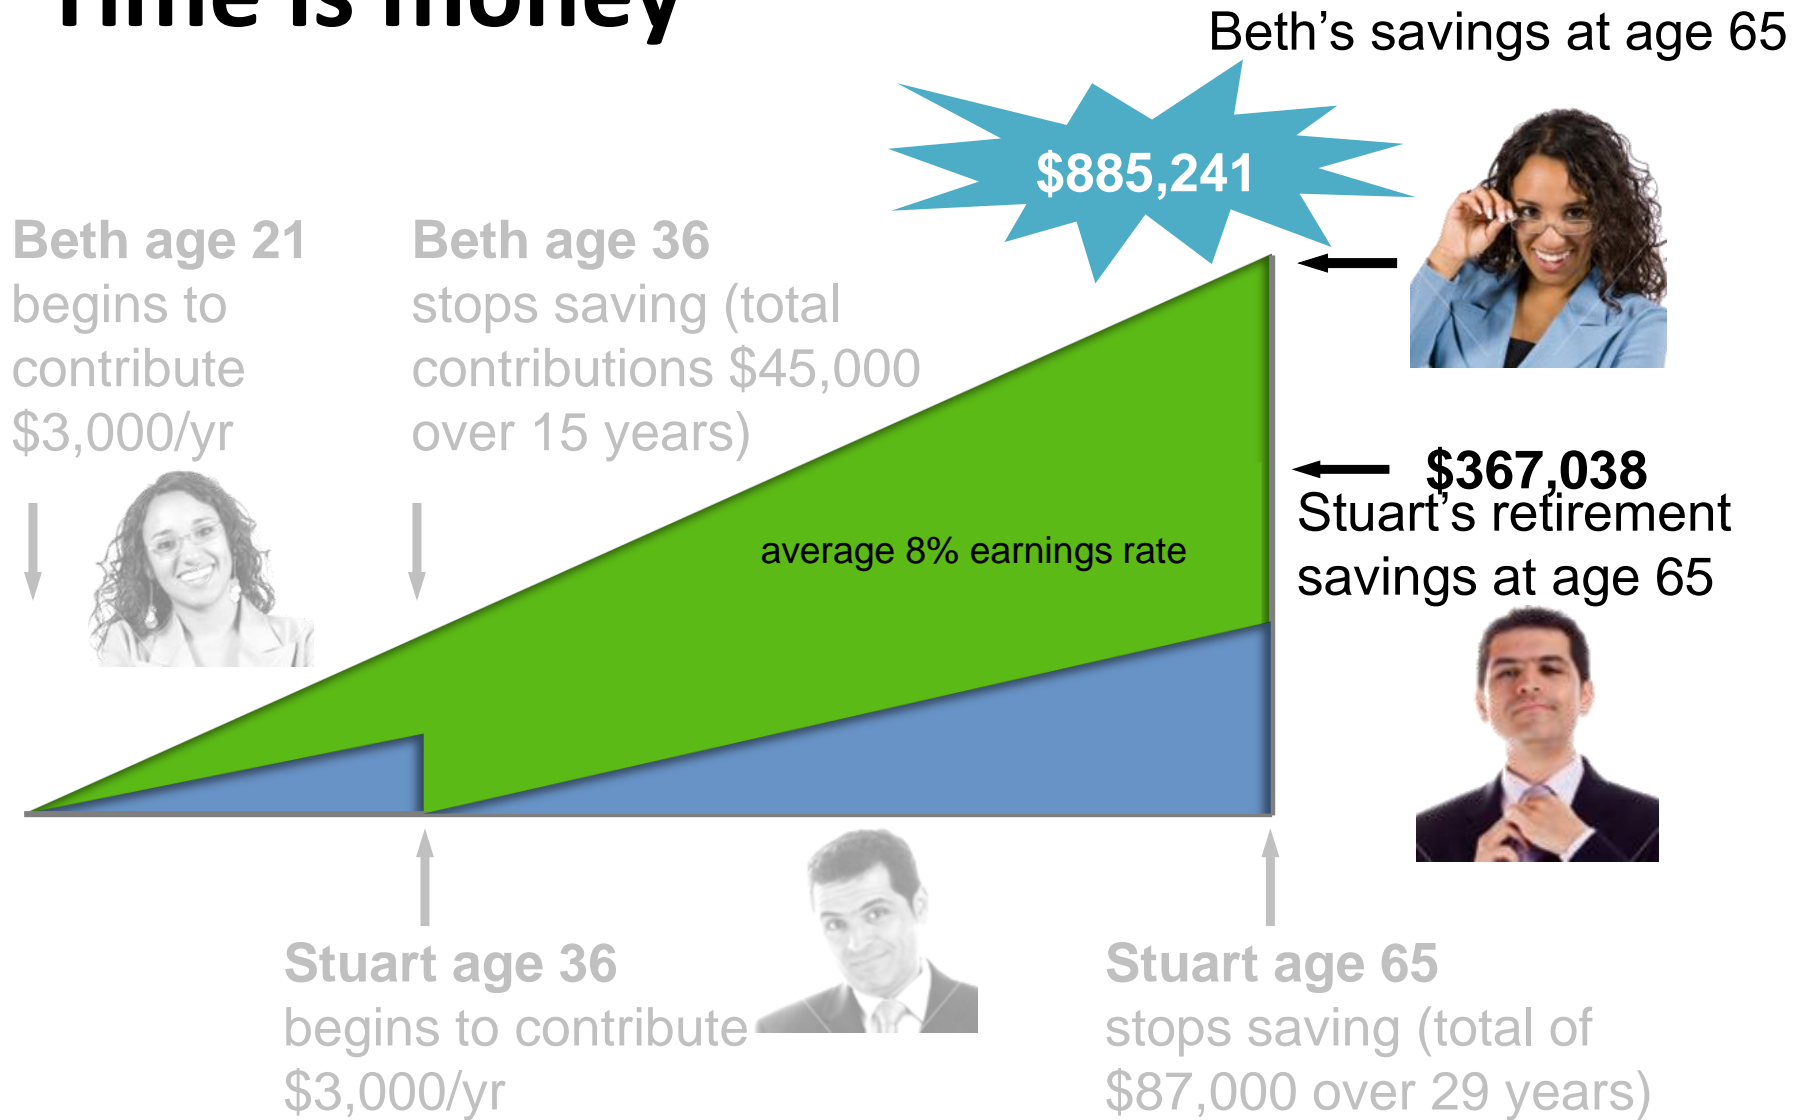 Time is money
Beth’s savings at age 65
$885,241
Beth age 21
begins to
contribute
$3,000/yr
Beth age 36
stops saving (total
contributions $45,000
over 15 years)
$367,038
Stuart’s retirement
savings at age 65
average 8% earnings rate
Stuart age 36
begins to contribute
$3,000/yr
Stuart age 65
stops saving (total of
$87,000 over 29 years)